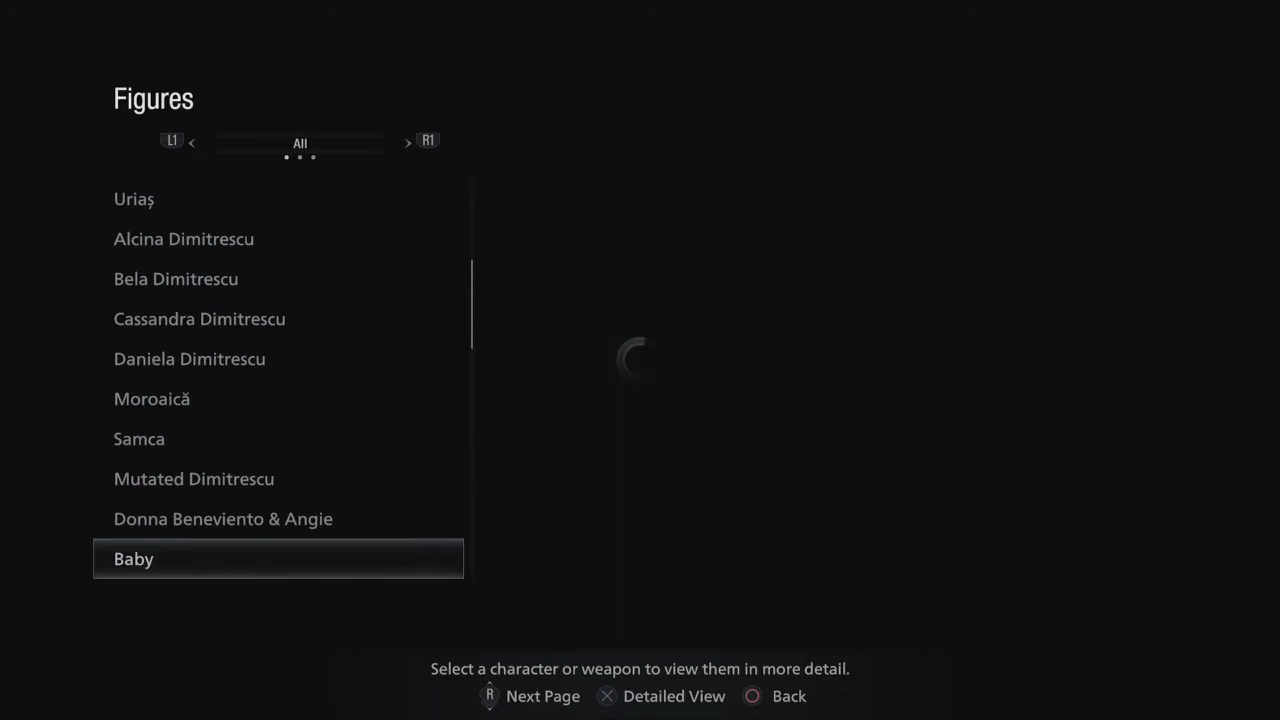 Figures
L1 All R1
Uriaș
Alcina Dimitrescu
Bela Dimitrescu
Cassandra Dimitrescu
Daniela Dimitrescu
Moroaică
Samca
Mutated Dimitrescu
Donna Beneviento & Angie
Baby
Select a character or weapon to view them in more detail.
R Next Page Detailed View Back